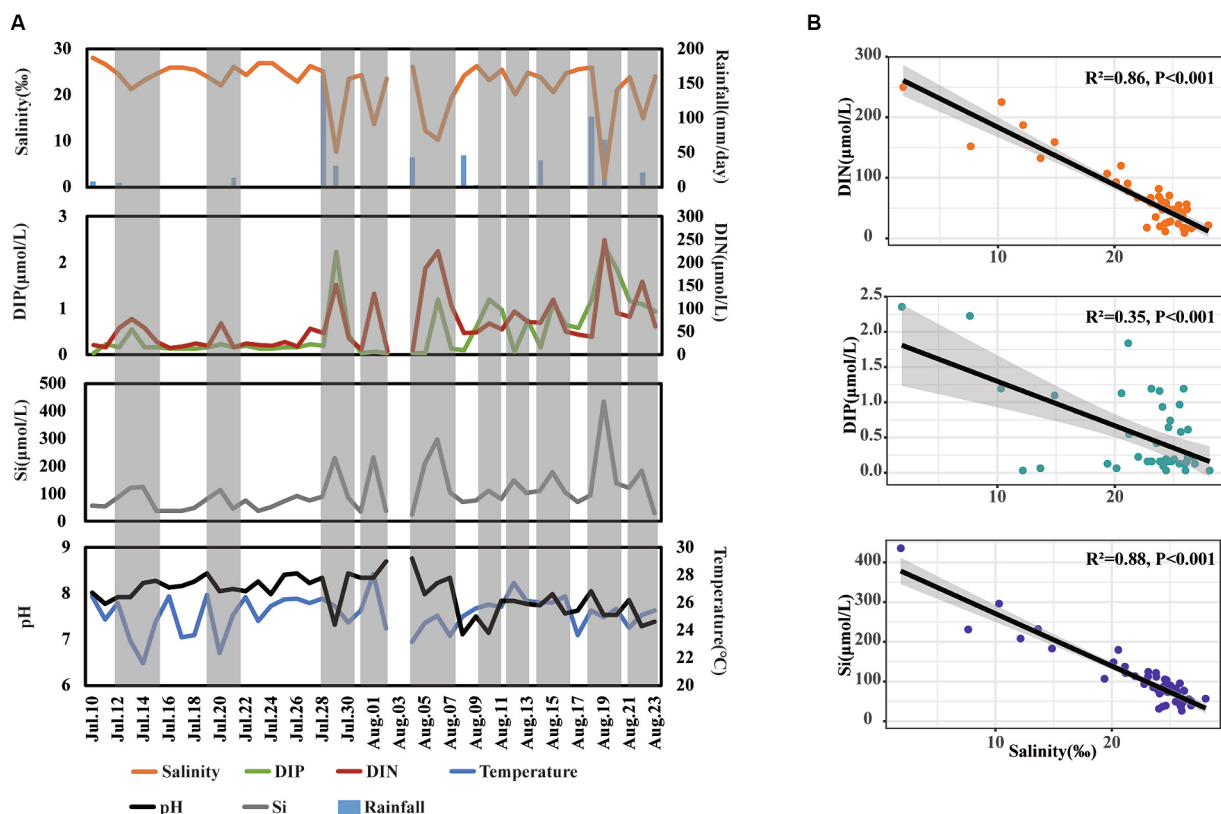 A
30
20
10
0
Salinity(‰)
200
150
100
50
0
Rainfall(mm/day)
3
2
1
0
DIP(μmol/L)
300
250
200
150
100
50
0
DIN(μmol/L)
500
400
300
200
100
0
Si(μmol/L)
9
8
7
6
pH
30
28
26
24
22
20
Temperature(°C)
Jul.10
Jul.12
Jul.14
Jul.16
Jul.18
Jul.20
Jul.22
Jul.24
Jul.26
Jul.28
Jul.30
Aug.01
Aug.03
Aug.05
Aug.07
Aug.09
Aug.11
Aug.13
Aug.15
Aug.17
Aug.19
Aug.21
Aug.23
Salinity DIP DIN Temperature
pH Si Rainfall
B
300
200
100
0
DIN(μmol/L)
R²=0.86, P<0.001
10 20
2.5
2.0
1.5
1.0
0.5
0.0
DIP(μmol/L)
R²=0.35, P<0.001
10 20
400
300
200
100
0
Si(μmol/L)
R²=0.88, P<0.001
10 20
Salinity(‰)